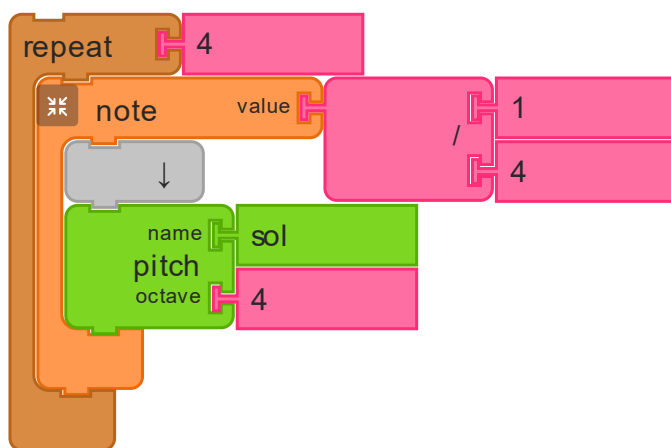 repeat 4
note value / 1
4
↓
name sol
pitch
octave 4